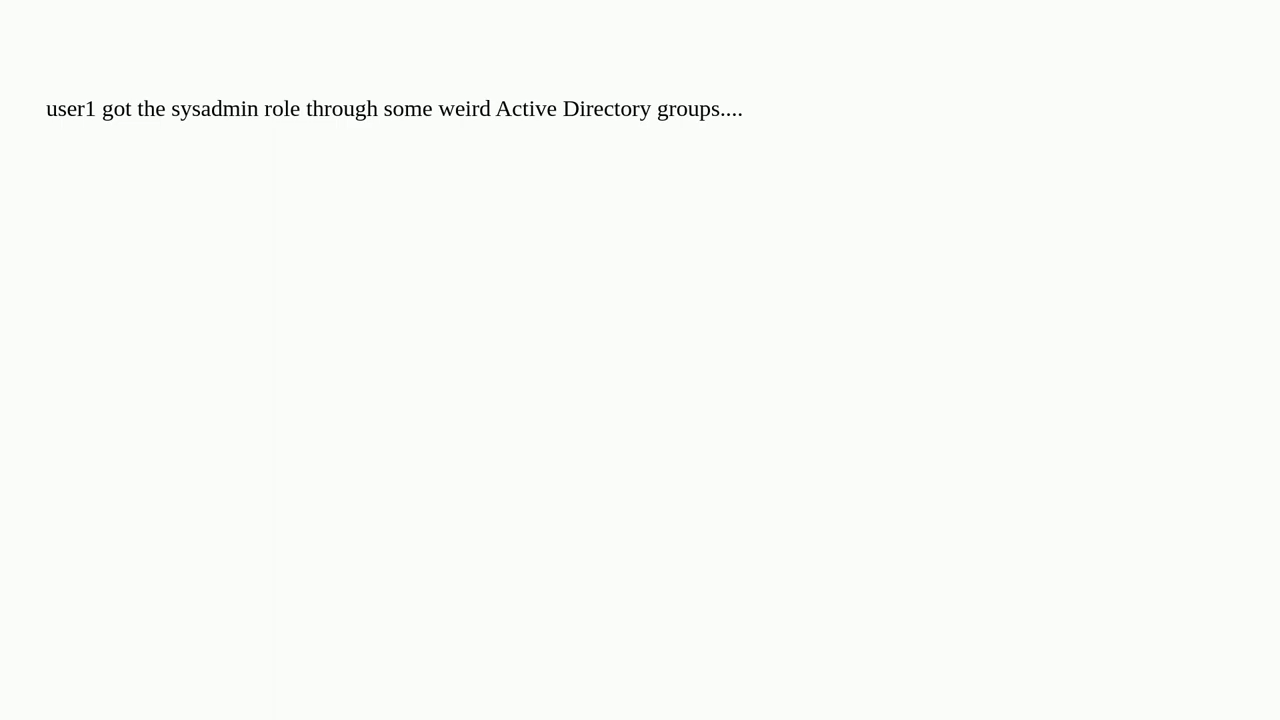 user1 got the sysadmin role through some weird Active Directory groups....